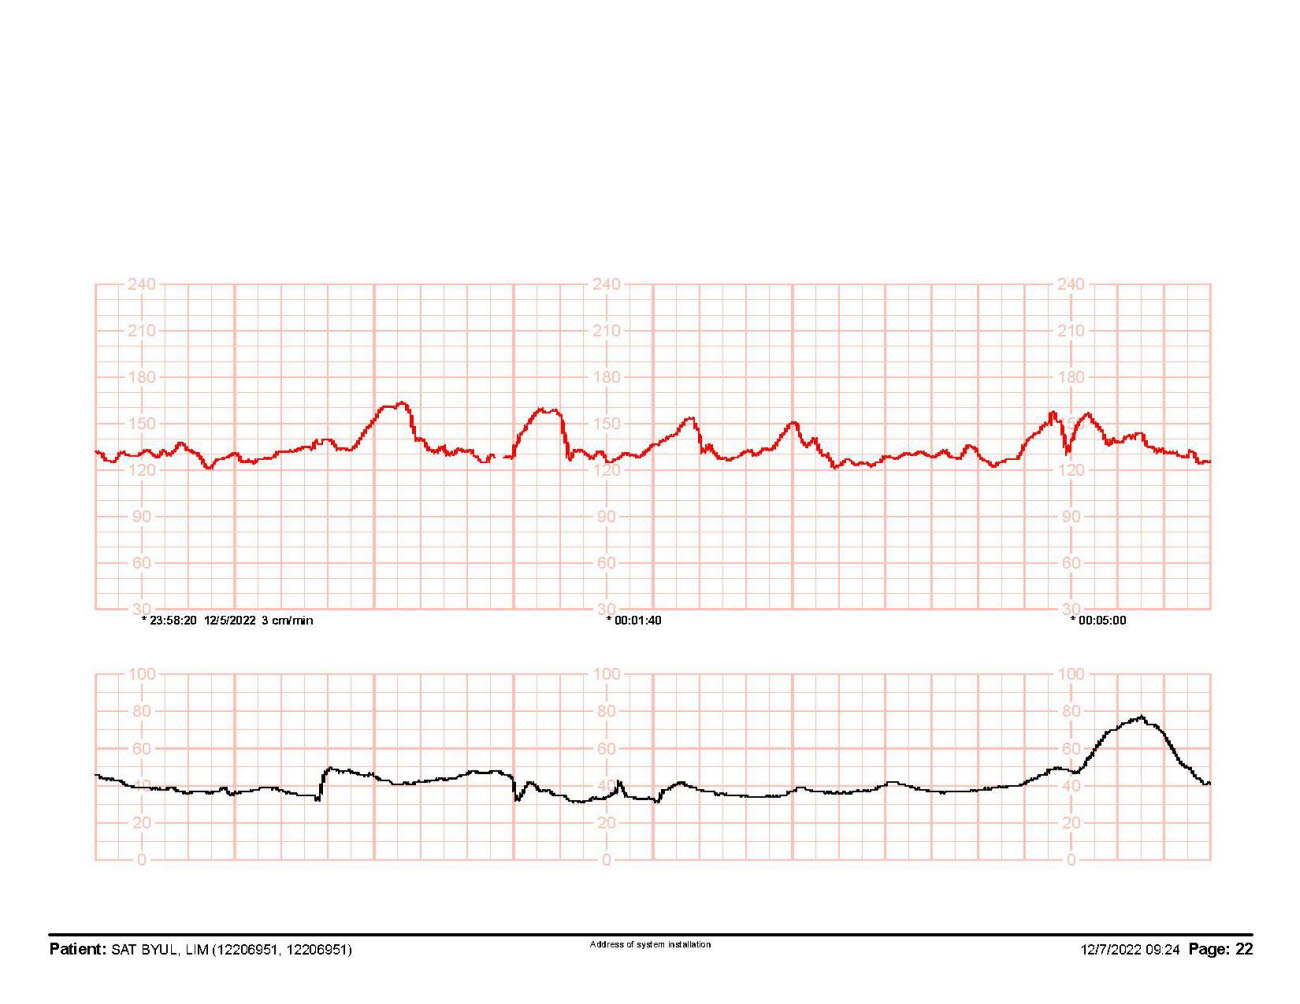 240 240 240
210 210 210
180 180 180
150 150 150
120 120 120
90 90 90
60 60 60
30 30 30
* 23:58:20 12/5/2022 3 cm/min * 00:01:40 * 00:05:00
100 100 100
80 80 80
60 60 60
40 40 40
20 20 20
0 0 0
Patient: SAT BYUL, LIM (12206951, 12206951) Address of system installation 12/7/2022 09:24 Page: 22